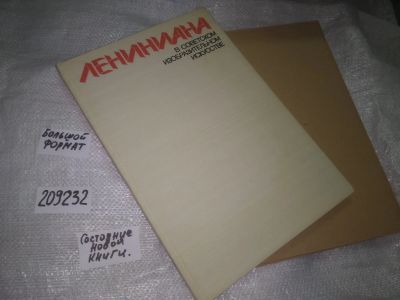 ЛЕНИНИАНА
В СОВЕТСКОМ
ИЗОБРАЗИТЕЛЬНОМ
ИСКУССТВЕ
БОЛЬШОЙ
ФОРМАТ
209232
Состояние
новой
книги.